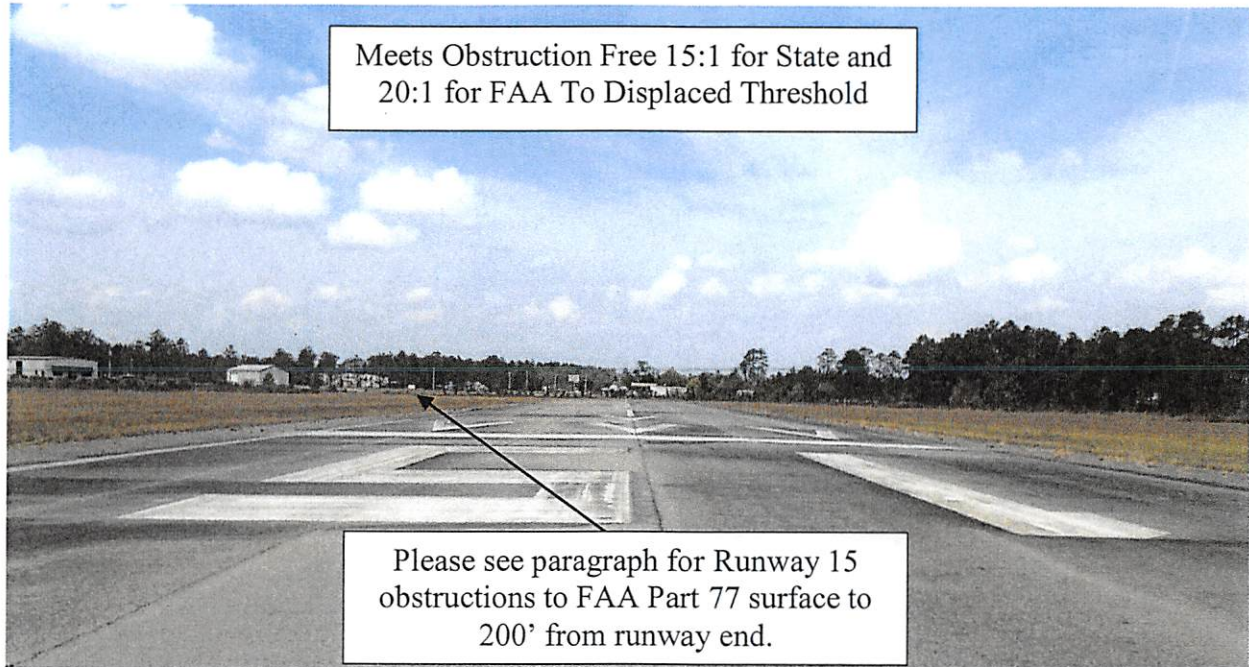 Meets Obstruction Free 15:1 for State and
20:1 for FAA To Displaced Threshold
15
Please see paragraph for Runway 15
obstructions to FAA Part 77 surface to
200' from runway end.